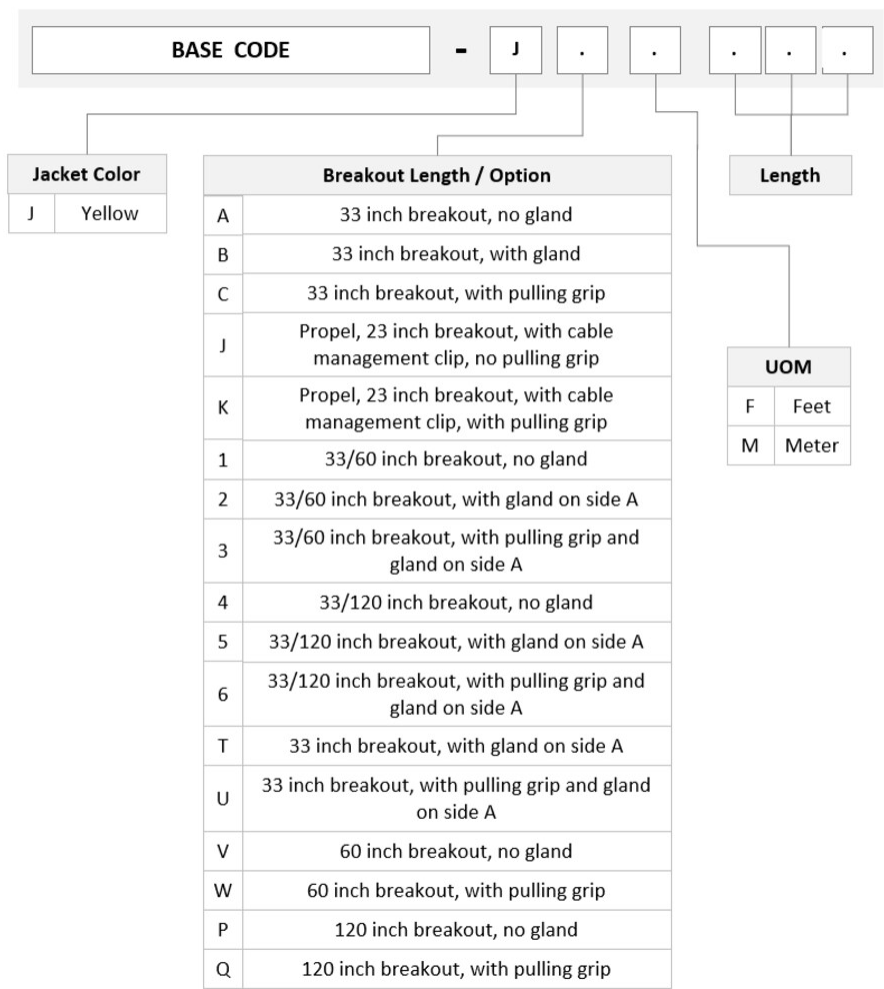 BASE CODE - J . . . . .
Jacket Color
J Yellow
Breakout Length / Option
A 33 inch breakout, no gland
B 33 inch breakout, with gland
C 33 inch breakout, with pulling grip
J Propel, 23 inch breakout, with cable
management clip, no pulling grip
K Propel, 23 inch breakout, with cable
management clip, with pulling grip
1 33/60 inch breakout, no gland
2 33/60 inch breakout, with gland on side A
3 33/60 inch breakout, with pulling grip and
gland on side A
4 33/120 inch breakout, no gland
5 33/120 inch breakout, with gland on side A
6 33/120 inch breakout, with pulling grip and
gland on side A
T 33 inch breakout, with gland on side A
U 33 inch breakout, with pulling grip and gland
on side A
V 60 inch breakout, no gland
W 60 inch breakout, with pulling grip
P 120 inch breakout, no gland
Q 120 inch breakout, with pulling grip
Length
UOM
F Feet
M Meter